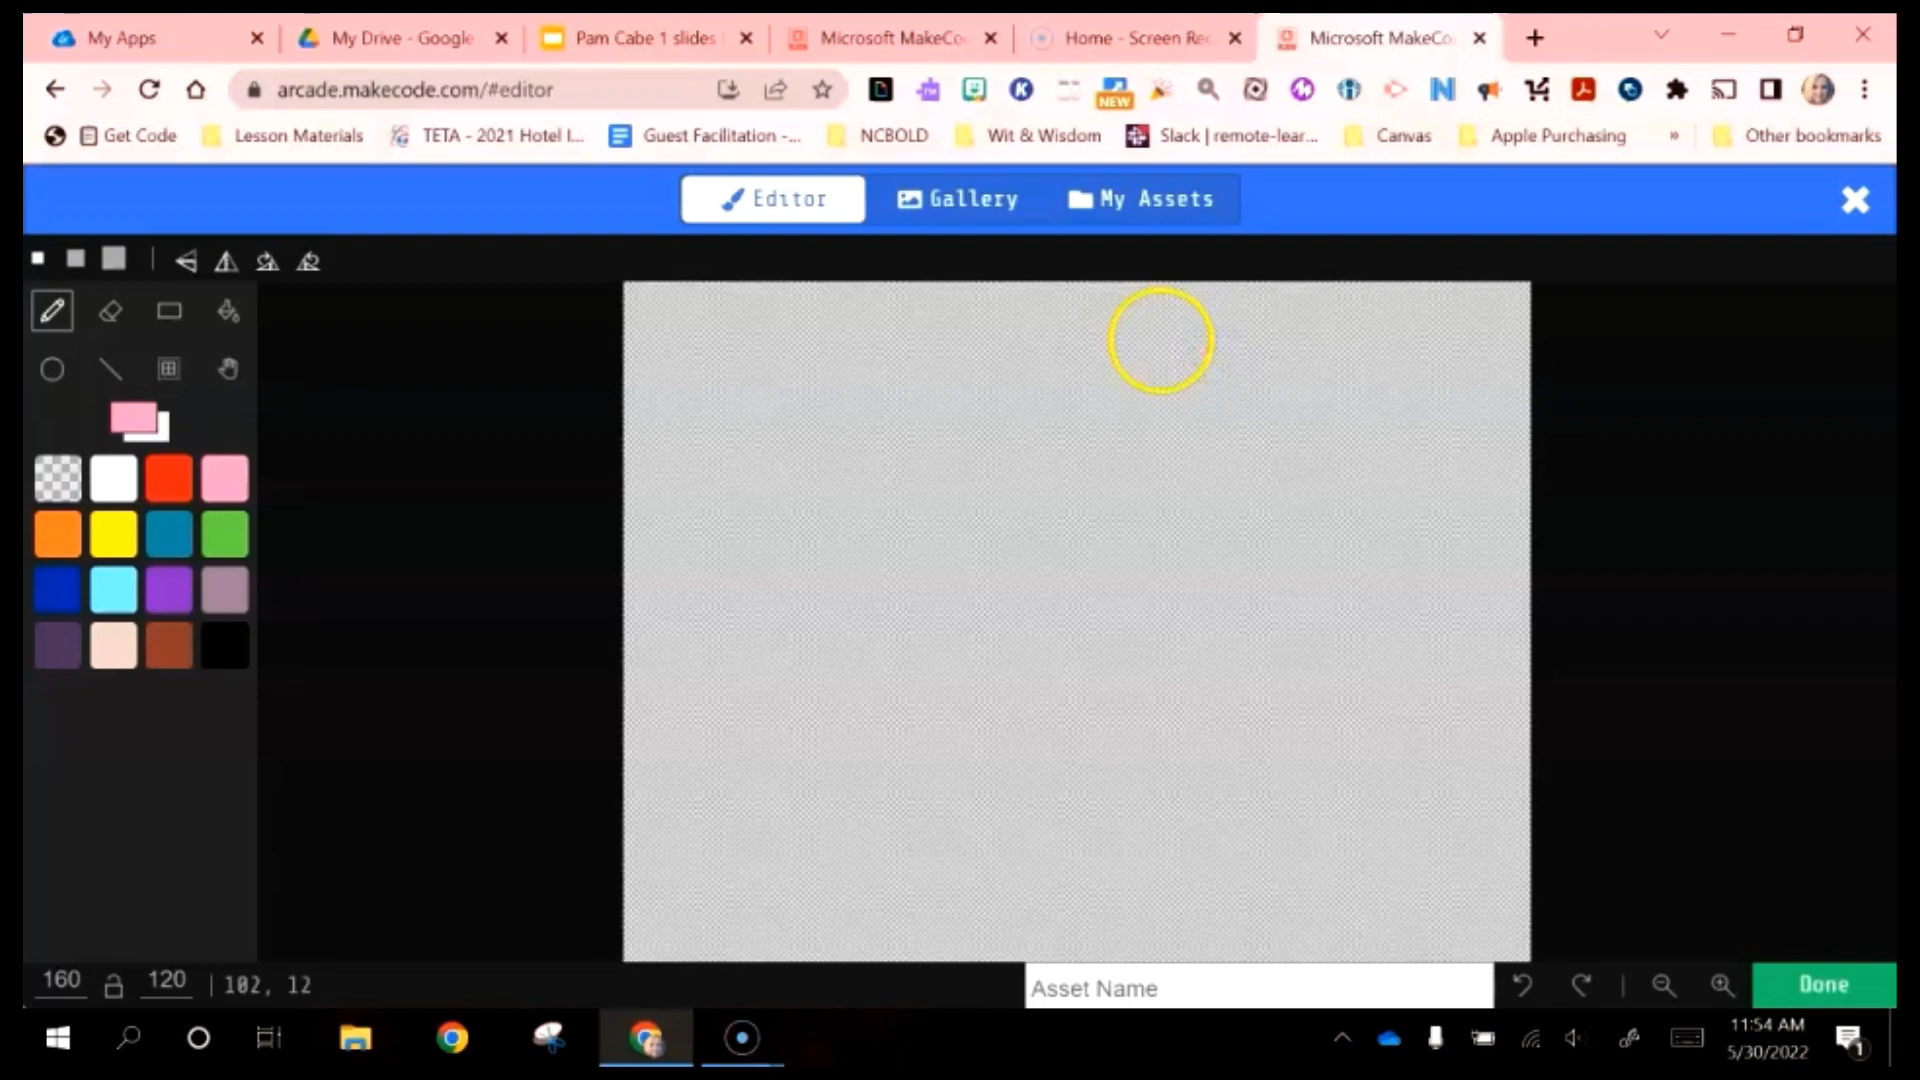 My Apps
My Drive - Google
Pam Cabe 1 slides
Microsoft MakeCo
Home - Screen Rec
Microsoft MakeCo
arcade.makecode.com/#editor
NEW
Get Code
Lesson Materials
TETA - 2021 Hotel I...
Guest Facilitation -...
NCBOLD
Wit & Wisdom
Slack | remote-lear...
Canvas
Apple Purchasing
»
Other bookmarks
Editor
Gallery
My Assets
160
120
102, 12
Asset Name
Done
11:54 AM
5/30/2022
1